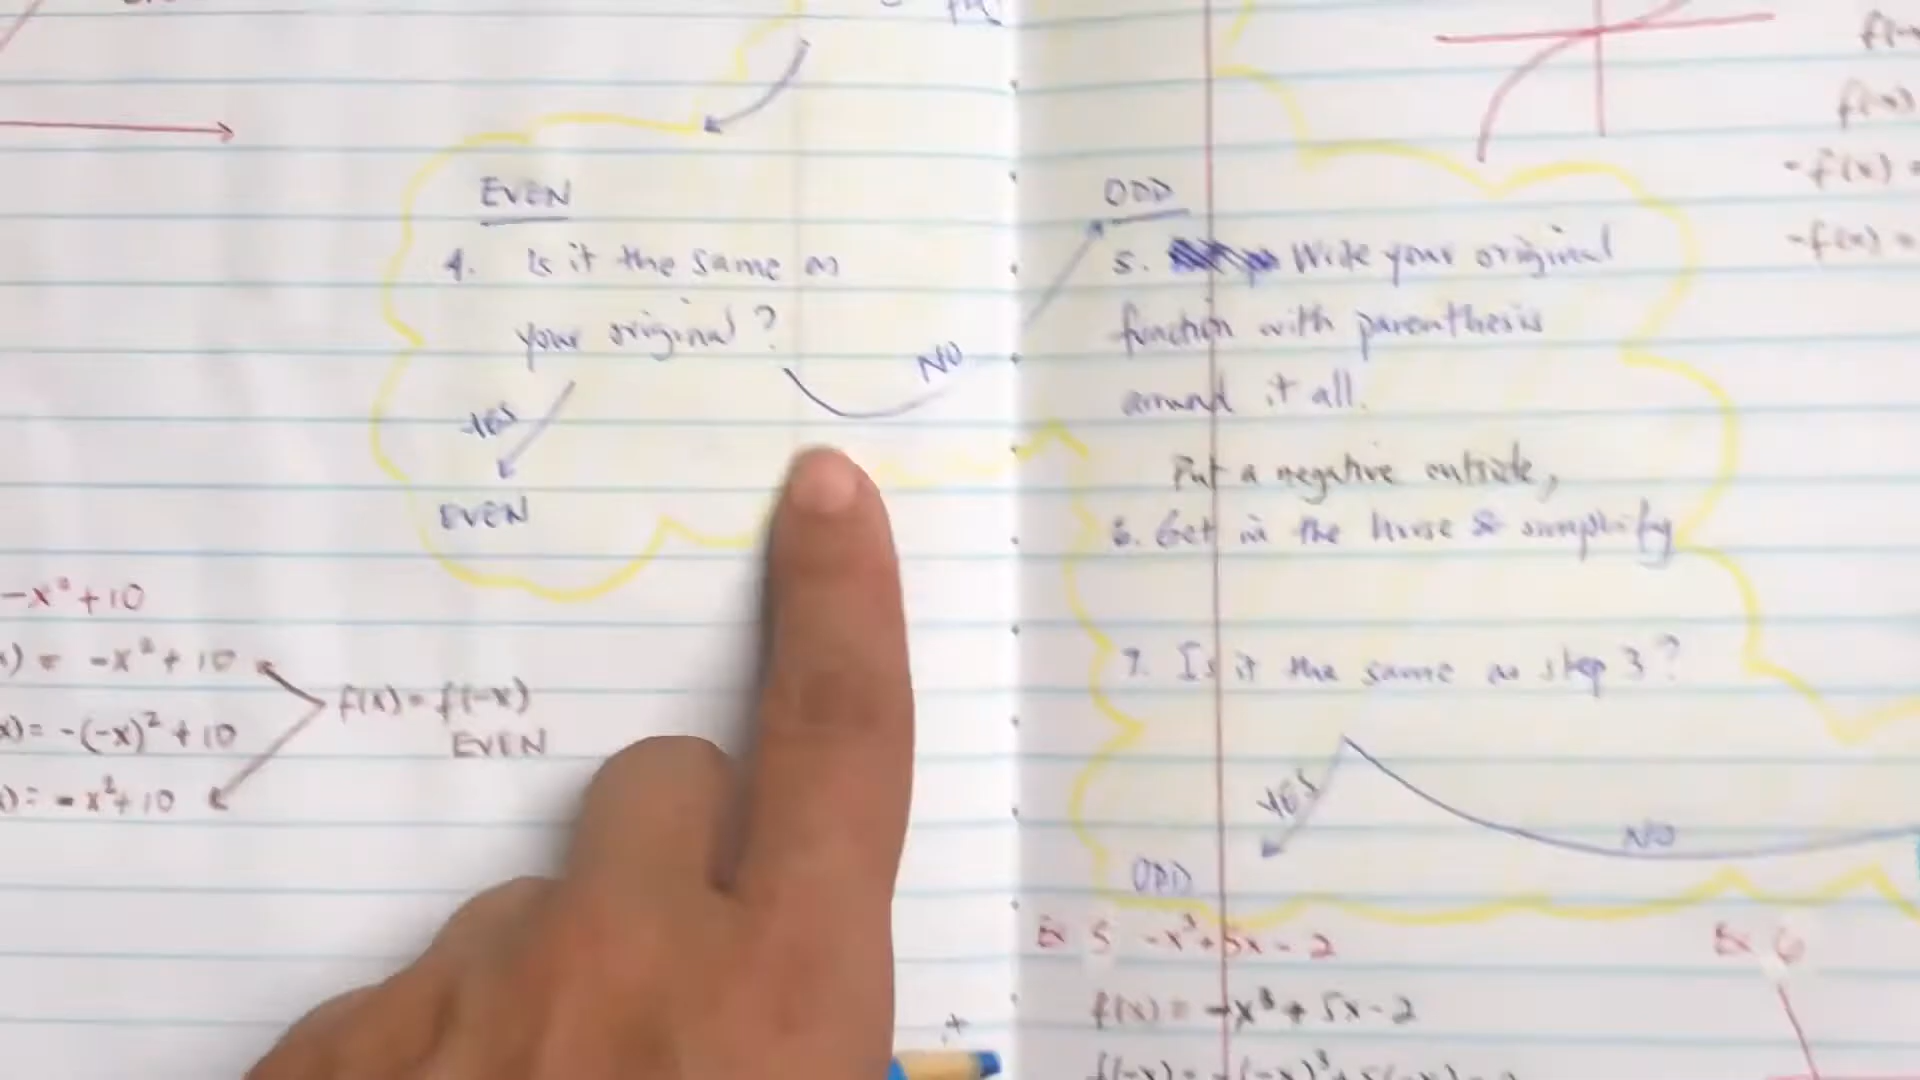 EVEN
4. Is it the same as
your original?
YES
NO
EVEN
-x² + 10
= -x² + 10
= -(-x)² + 10
= -x² + 10
f(x) = f(-x)
EVEN
ODD
5. Write your original
function with parenthesis
around it all.
Put a negative outside,
6. Get in the house & simplify
7. Is it the same as step 3?
YES
NO
ODD
Ex 5 -x³ + 5x - 2
f(x) = -x³ + 5x - 2
f(-x) = -(-x)³ + 5(-x) - 2
Ex 6
f(-x)
-f(x) =
-f(x) =